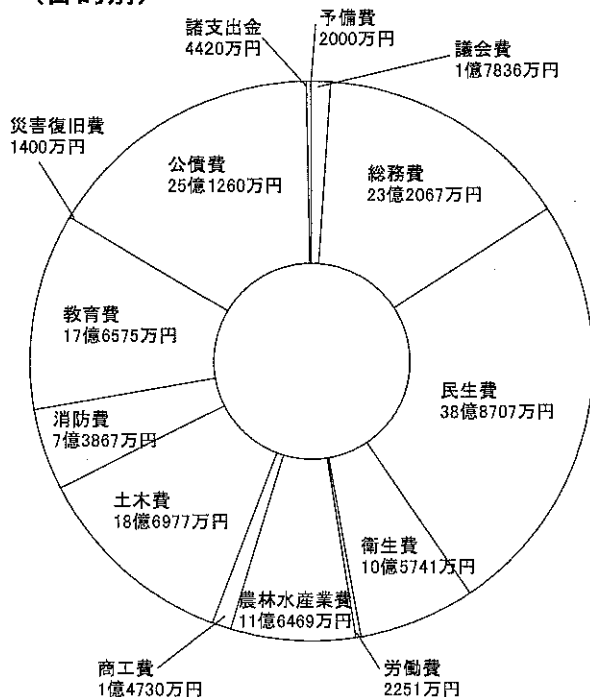 諸支出金
4420万円
予備費
2000万円
議会費
1億7836万円
総務費
23億2067万円
民生費
38億8707万円
衛生費
10億5741万円
労働費
2251万円
農林水産業費
11億6469万円
商工費
1億4730万円
土木費
18億6977万円
消防費
7億3867万円
教育費
17億6575万円
災害復旧費
1400万円
公債費
25億1260万円